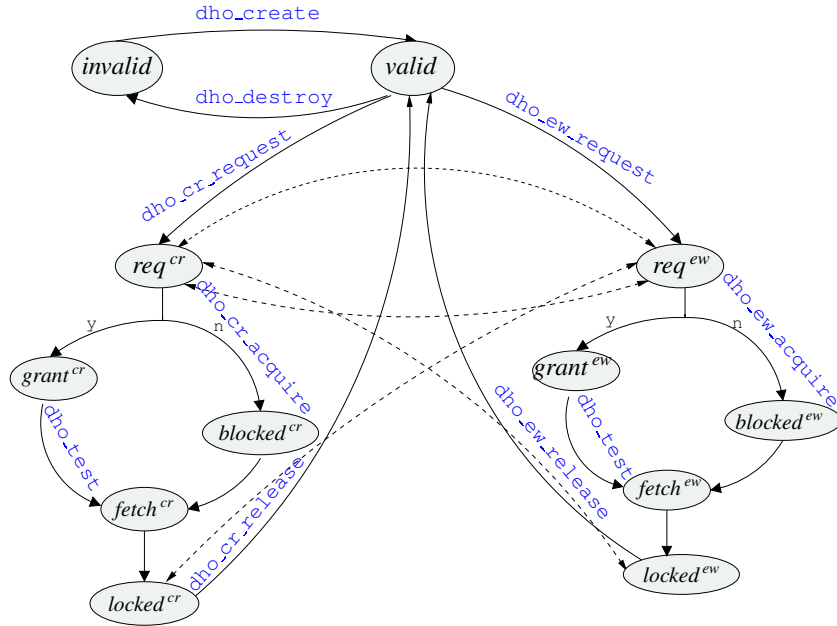 dho_create
invalid
valid
dho_destroy
dho_cr_request
dho_ew_request
req^cr
req^ew
dho_cr_acquire
dho_ew_acquire
y
n
y
n
grant^cr
grant^ew
dho_test
blocked^cr
dho_test
blocked^ew
dho_ew_release
fetch^cr
fetch^ew
dho_cr_release
locked^cr
locked^ew